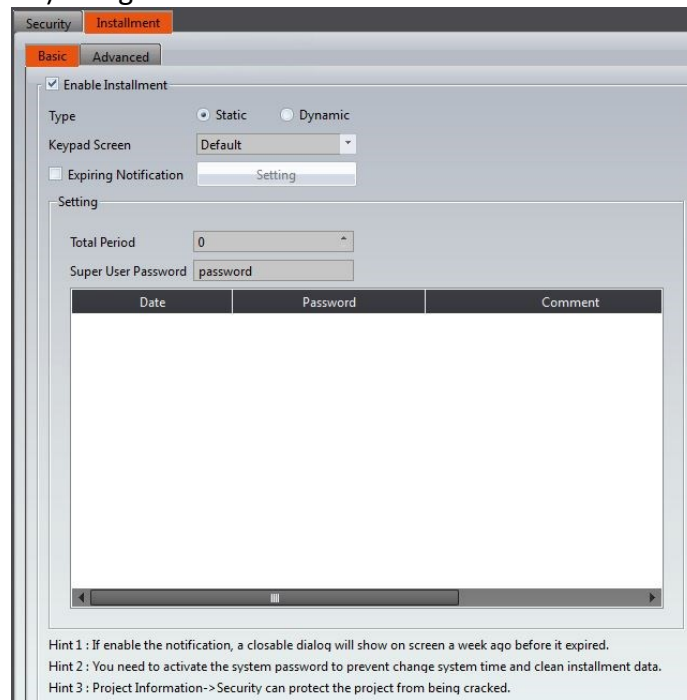 Security Installment
Basic Advanced
Enable Installment
Type Static Dynamic
Keypad Screen Default
Expiring Notification Setting
Setting
Total Period 0
Super User Password password
Date Password Comment
Hint 1 : If enable the notification, a closable dialog will show on screen a week ago before it expired.
Hint 2 : You need to activate the system password to prevent change system time and clean installment data.
Hint 3 : Project Information->Security can protect the project from being cracked.